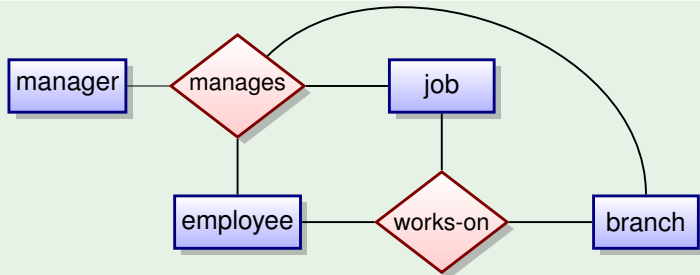 manager
manages
job
employee
works-on
branch